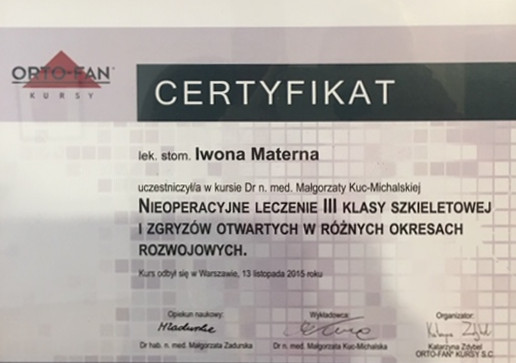 ORTO-FAN®
KURSY
CERTYFIKAT
lek. stom. Iwona Materna
uczestniczył/a w kursie Dr n. med. Małgorzaty Kuc-Michalskiej
NIEOPERACYJNE LECZENIE III KLASY SZKIELETOWEJ
I ZGRYZÓW OTWARTYCH W RÓŻNYCH OKRESACH
ROZWOJOWYCH.
Kurs odbył się w Warszawie, 13 listopada 2015 roku
Opiekun naukowy: Wykładowca: Organizator:
MZadurska
Dr hab. n. med. Małgorzata Zadurska Dr n. med. Małgorzata Kuc-Michalska Katarzyna Zdybel
ORTO-FAN® KURSY S.C.